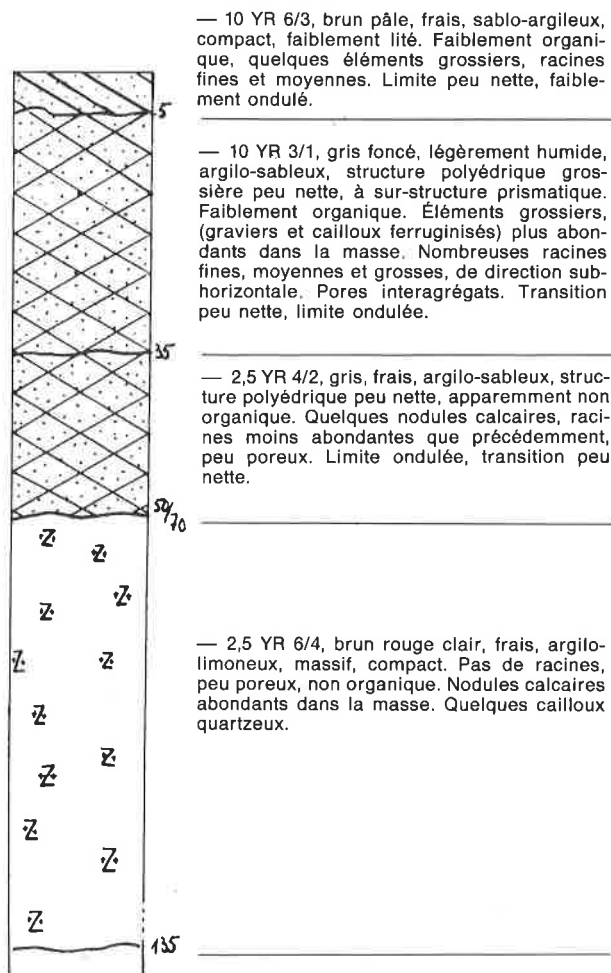 — 10 YR 6/3, brun pâle, frais, sablo-argileux,
compact, faiblement lité. Faiblement organi-
que, quelques éléments grossiers, racines
fines et moyennes. Limite peu nette, faible-
ment ondulé.
5
— 10 YR 3/1, gris foncé, légèrement humide,
argilo-sableux, structure polyédrique gros-
sière peu nette, à sur-structure prismatique.
Faiblement organique. Éléments grossiers,
(graviers et cailloux ferruginisés) plus abon-
dants dans la masse. Nombreuses racines
fines, moyennes et grosses, de direction sub-
horizontale. Pores interagrégats. Transition
peu nette, limite ondulée.
35
— 2,5 YR 4/2, gris, frais, argilo-sableux, struc-
ture polyédrique peu nette, apparemment non
organique. Quelques nodules calcaires, raci-
nes moins abondantes que précédemment,
peu poreux. Limite ondulée, transition peu
nette.
50/70
— 2,5 YR 6/4, brun rouge clair, frais, argilo-
limoneux, massif, compact. Pas de racines,
peu poreux, non organique. Nodules calcaires
abondants dans la masse. Quelques cailloux
quartzeux.
135